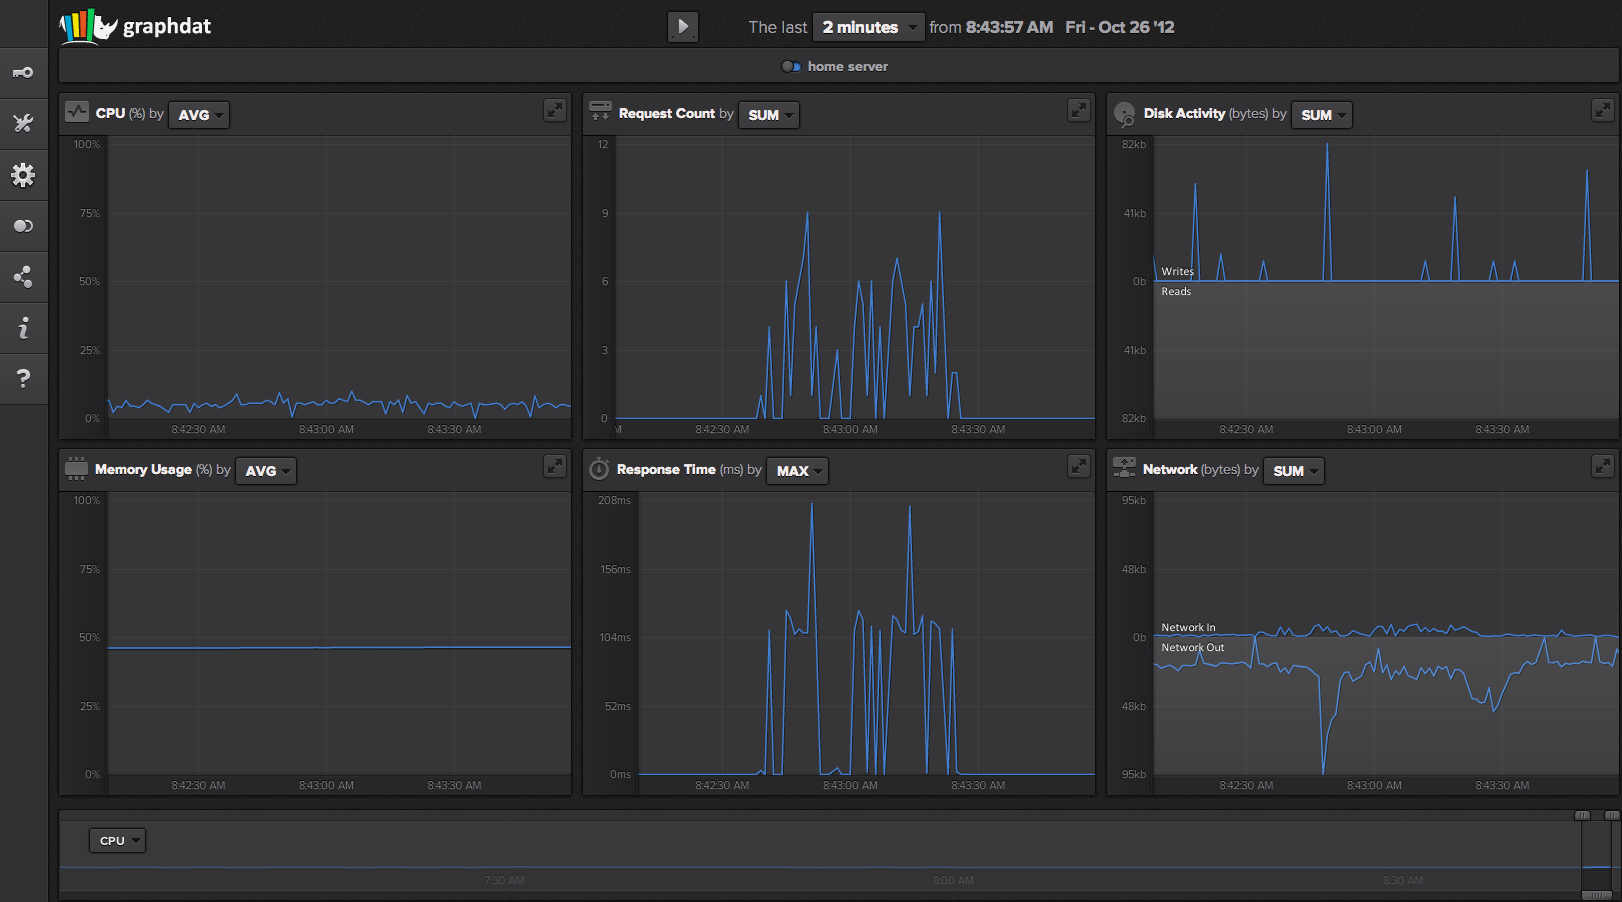 graphdat
The last 2 minutes from 8:43:57 AM Fri - Oct 26 '12
home server
CPU (%) by AVG
100%
75%
50%
25%
0%
8:42:30 AM 8:43:00 AM 8:43:30 AM
Request Count by SUM
12
9
6
3
0
M 8:42:30 AM 8:43:00 AM 8:43:30 AM
Disk Activity (bytes) by SUM
82kb
41kb
Writes
0b
Reads
41kb
82kb
8:42:30 AM 8:43:00 AM 8:43:30 AM
Memory Usage (%) by AVG
100%
75%
50%
25%
0%
8:42:30 AM 8:43:00 AM 8:43:30 AM
Response Time (ms) by MAX
208ms
156ms
104ms
52ms
0ms
8:42:30 AM 8:43:00 AM 8:43:30 AM
Network (bytes) by SUM
95kb
48kb
Network In
0b
Network Out
48kb
95kb
8:42:30 AM 8:43:00 AM 8:43:30 AM
CPU
7:30 AM 8:00 AM 8:30 AM